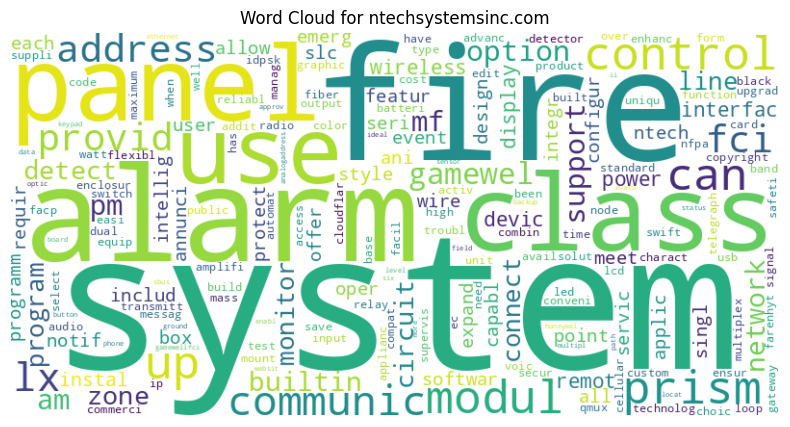 Word Cloud for ntechsystemsinc.com
panel
fire
alarm
system
use
class
control
address
provid
up
can
prism
modul
communic
lx
fci
option
mf
gamewel
support
builtin
circuit
connect
network
monitor
zone
pm
am
detect
program
programm
wireless
slc
line
interfac
display
design
power
devic
meet
expand
capabl
point
servic
applic
singl
remot
all
softwar
oper
includ
notif
box
instal
annunci
protect
intellig
offer
style
wire
ani
seri
event
featur
allow
emerg
user
each
suppli
requir
configur
integr
ntech
idpsk
manag
maximum
code
when
well
reliabl
addit
radio
fiber
graphic
output
batteri
color
cost
type
have
advanc
detector
over
enhanc
form
product
edit
built
uniqu
function
black
upgrad
card
nfpa
copyright
standard
band
safeti
node
time
swift
telegraph
watt
flexibl
enclosur
switch
facp
easi
dual
equip
public
automat
have
has
access
facil
base
cloudflar
activ
high
troubl
been
combin
unit
charact
lcd
usb
signal
multiplex
farenhyt
gateway
availsolut
led
conveni
need
ec
supervis
compat
applianc
relay
save
input
test
mount
mass
build
amplifi
messag
transmitt
select
audio
phone
ground
ip
commerci
gamewellfci
voic
secur
qmux
technolog
choic
loop
custom
ensur
cellular
path
locat
multipl
honeywel
field
level
six
enabl
websit
button
board
optic
data
keypad
approv
ethernet
ideal
analogaddress
sensor
backup
status
ii
sbus